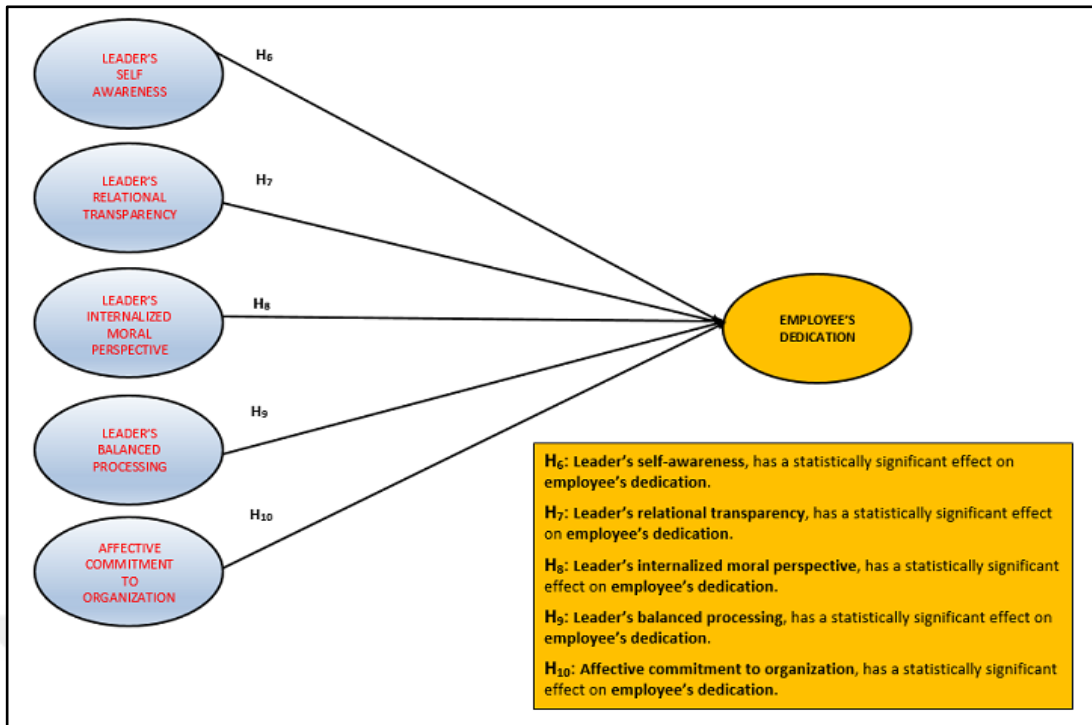 LEADER'S
SELF
AWARENESS
H6
LEADER'S
RELATIONAL
TRANSPARENCY
H7
LEADER'S
INTERNALIZED
MORAL
PERSPECTIVE
H8
EMPLOYEE'S
DEDICATION
LEADER'S
BALANCED
PROCESSING
H9
AFFECTIVE
COMMITMENT
TO
ORGANIZATION
H10
H6: Leader's self-awareness, has a statistically significant effect on
employee's dedication.
H7: Leader's relational transparency, has a statistically significant effect
on employee's dedication.
H8: Leader's internalized moral perspective, has a statistically significant
effect on employee's dedication.
H9: Leader's balanced processing, has a statistically significant effect on
employee's dedication.
H10: Affective commitment to organization, has a statistically significant
effect on employee's dedication.